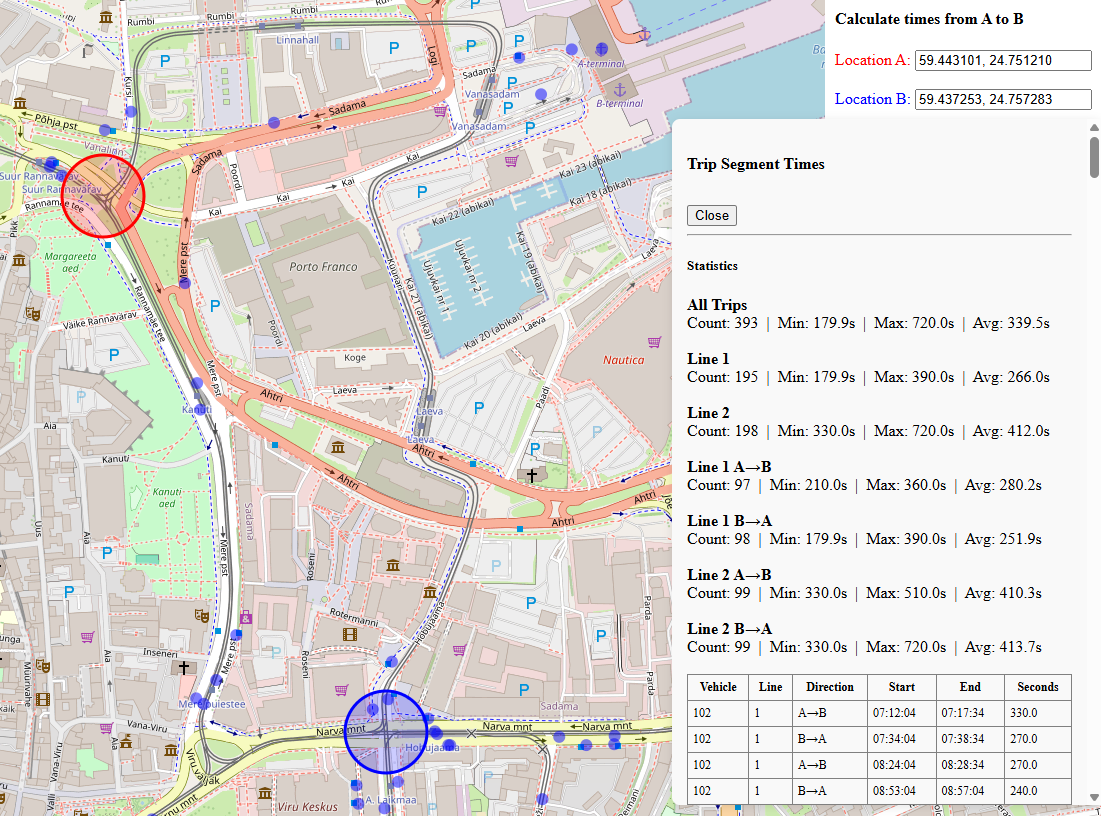 Rumbi
Rumbi
Rumbi
Linnahall
Logi
Kursi
Sadama
A-terminal
B-terminal
Vanasadam
Vanasadam
Põhja pst
Vanalinn
Sadama
Sadama
Suur Rannavärav
Suur Rannavärav
Rannamäe tee
Kai
Kai
Kai
Poordi
Kai 23 (abikai)
Kai 22 (abikai)
Kai 18 (abikai)
Kai 19 (abikai)
Kai 21 (abikai)
Kai 20 (abikai)
Ujuvkai nr 1
Ujuvkai nr 2
Pikk
Mere pst
Margareeta
aed
Porto Franco
Kuunari
Laeva
Rannamäe tee
Väike Rannavärav
Poordi
Laeva
Koge
Nautica
Mere pst
Laeva
Paadi
Ahtri
Kanuti
Laeva
Laeva
Aia
Ahtri
Kanuti
Ahtri
Ahtri
Ahtri
Jõe
Kanuti
aed
Uus
Aia
Sadama
Mere pst
Roseni
Parda
Hobujaama
Rotermanni
Inseneri
Mere pst
Roseni
Aia
Müürivahe
Parda
Sadama
Mere puiestee
Vana-Viru
Narva mnt
Narva mnt
Narva mnt
Hobujaama
Vana-Viru
Viru väljak
Valli
A. Laikmaa
Viru Keskus
Calculate times from A to B
Location A: 59.443101, 24.751210
Location B: 59.437253, 24.757283
Trip Segment Times
Close
Statistics
All Trips
Count: 393 | Min: 179.9s | Max: 720.0s | Avg: 339.5s
Line 1
Count: 195 | Min: 179.9s | Max: 390.0s | Avg: 266.0s
Line 2
Count: 198 | Min: 330.0s | Max: 720.0s | Avg: 412.0s
Line 1 A→B
Count: 97 | Min: 210.0s | Max: 360.0s | Avg: 280.2s
Line 1 B→A
Count: 98 | Min: 179.9s | Max: 390.0s | Avg: 251.9s
Line 2 A→B
Count: 99 | Min: 330.0s | Max: 510.0s | Avg: 410.3s
Line 2 B→A
Count: 99 | Min: 330.0s | Max: 720.0s | Avg: 413.7s
Vehicle Line Direction Start End Seconds
102 1 A→B 07:12:04 07:17:34 330.0
102 1 B→A 07:34:04 07:38:34 270.0
102 1 A→B 08:24:04 08:28:34 270.0
102 1 B→A 08:53:04 08:57:04 240.0